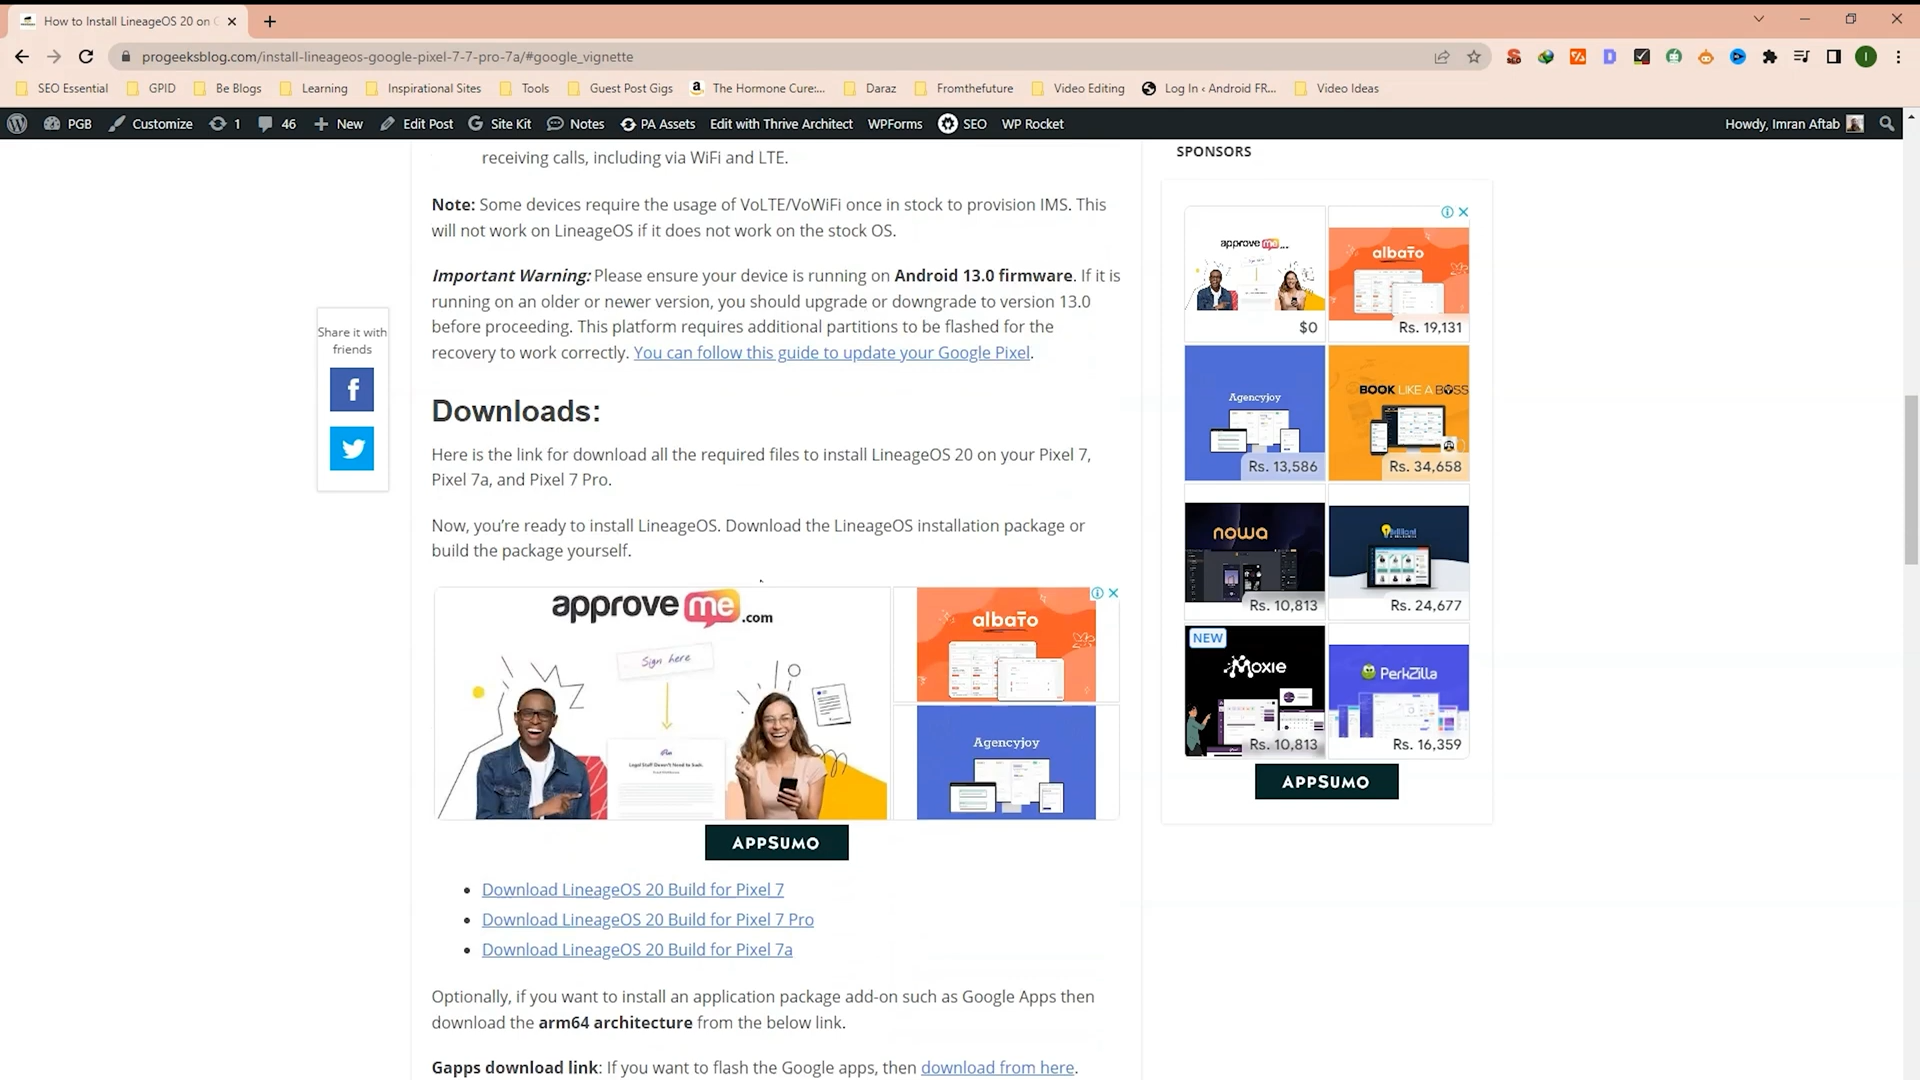 How to Install LineageOS 20 on G
progeeksblog.com/install-lineageos-google-pixel-7-7-pro-7a/#google_vignette
SEO Essential GPID Be Blogs Learning Inspirational Sites Tools Guest Post Gigs The Hormone Cure:... Daraz Fromthefuture Video Editing Log In ‹ Android FR... Video Ideas
PGB Customize 1 46 New Edit Post Site Kit Notes PA Assets Edit with Thrive Architect WPForms SEO WP Rocket Howdy, Imran Aftab
receiving calls, including via WiFi and LTE.
Note: Some devices require the usage of VoLTE/VoWiFi once in stock to provision IMS. This
will not work on LineageOS if it does not work on the stock OS.
Important Warning: Please ensure your device is running on Android 13.0 firmware. If it is
running on an older or newer version, you should upgrade or downgrade to version 13.0
before proceeding. This platform requires additional partitions to be flashed for the
recovery to work correctly. You can follow this guide to update your Google Pixel.
Share it with
friends
Downloads:
Here is the link for download all the required files to install LineageOS 20 on your Pixel 7,
Pixel 7a, and Pixel 7 Pro.
Now, you're ready to install LineageOS. Download the LineageOS installation package or
build the package yourself.
approveme.com
Sign here
albato
Agencyjoy
APPSUMO
• Download LineageOS 20 Build for Pixel 7
• Download LineageOS 20 Build for Pixel 7 Pro
• Download LineageOS 20 Build for Pixel 7a
Optionally, if you want to install an application package add-on such as Google Apps then
download the arm64 architecture from the below link.
Gapps download link: If you want to flash the Google apps, then download from here.
SPONSORS
approveme
$0
albato
Rs. 19,131
Agencyjoy
Rs. 13,586
BOOK LIKE A BOSS
Rs. 34,658
nowa
Rs. 10,813
Rs. 24,677
NEW
Moxie
Rs. 10,813
PerkZilla
Rs. 16,359
APPSUMO